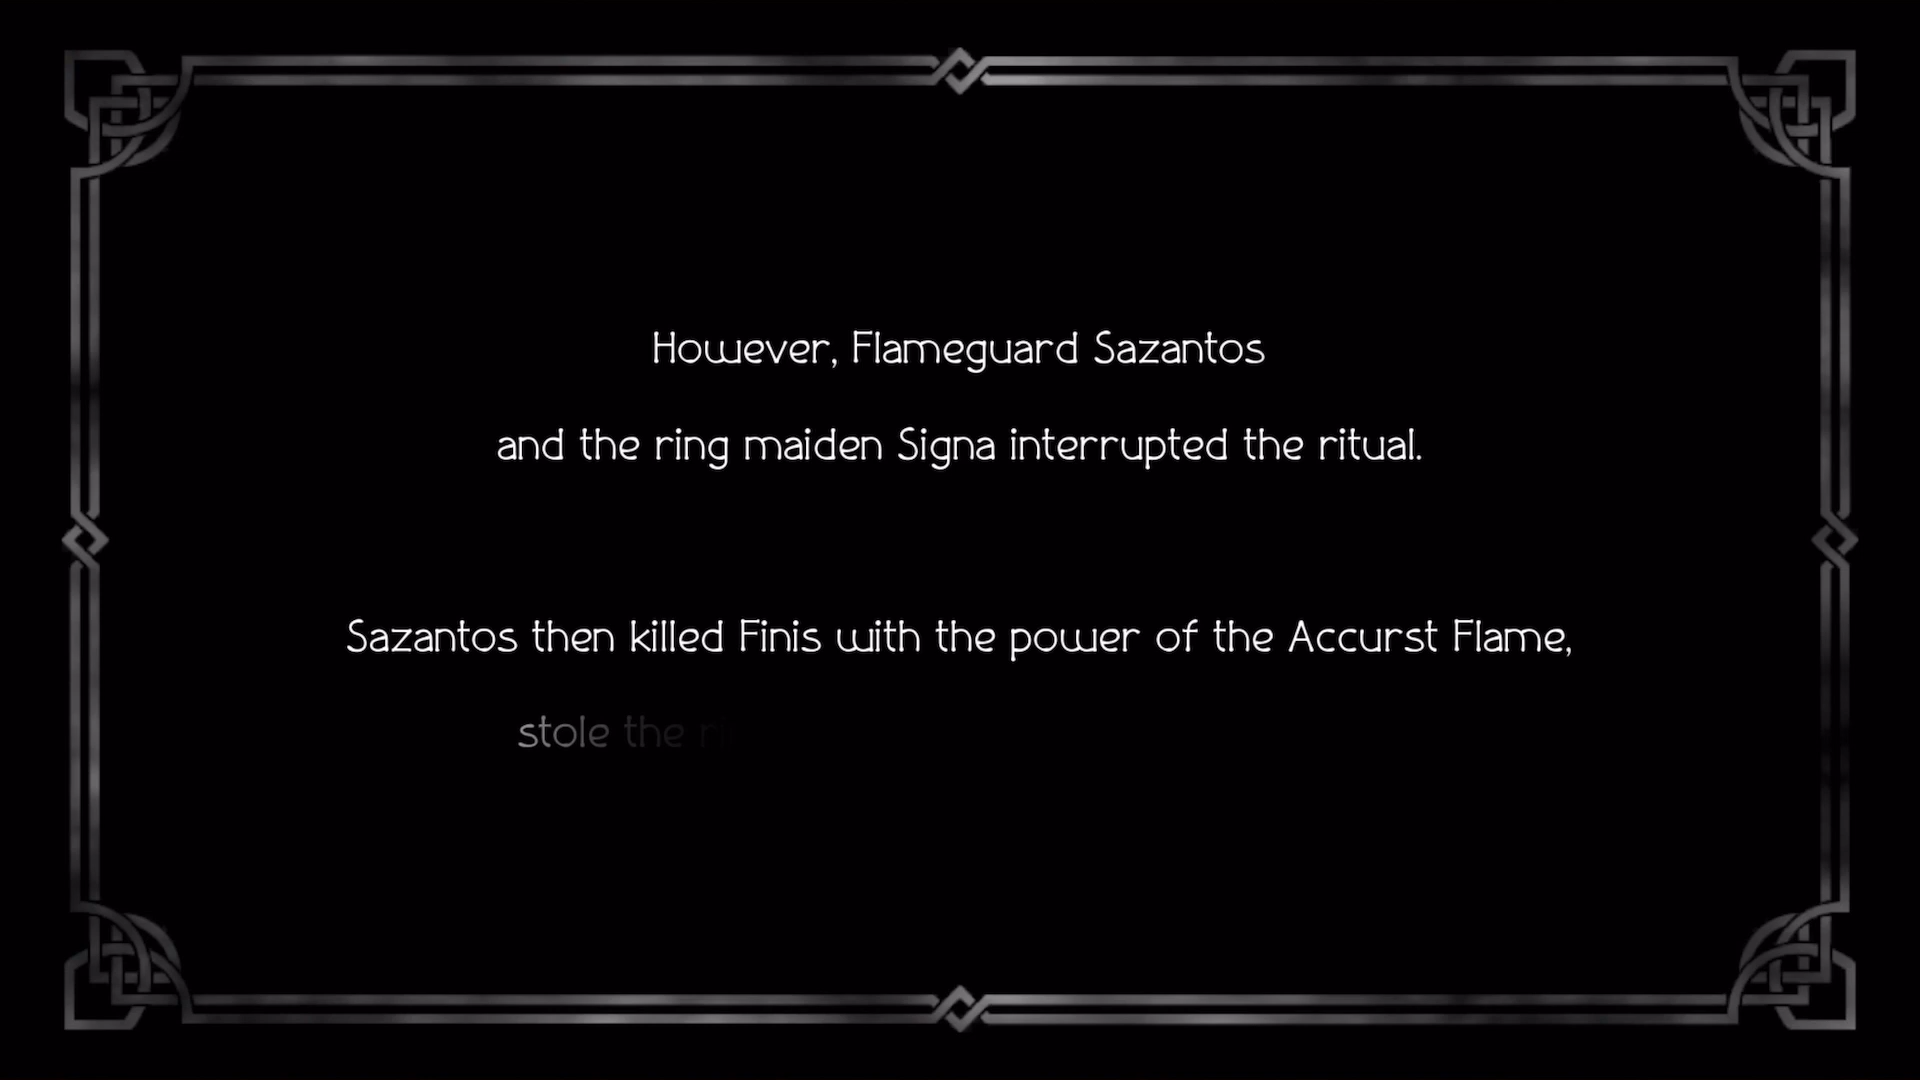 However, Flameguard Sazantos
and the ring maiden Signa interrupted the ritual.
Sazantos then killed Finis with the power of the Accurst Flame,
stole the